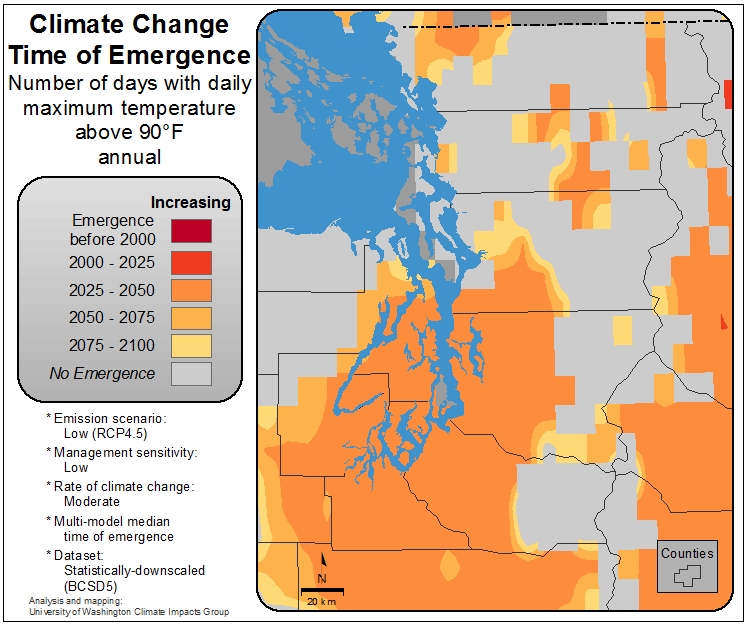 Climate Change
Time of Emergence
Number of days with daily
maximum temperature
above 90°F
annual
Increasing
Emergence
before 2000
2000 - 2025
2025 - 2050
2050 - 2075
2075 - 2100
No Emergence
* Emission scenario:
Low (RCP4.5)
* Management sensitivity:
Low
* Rate of climate change:
Moderate
* Multi-model median
time of emergence
* Dataset:
Statistically-downscaled
(BCSD5)
Analysis and mapping:
University of Washington Climate Impacts Group
N
20 km
Counties